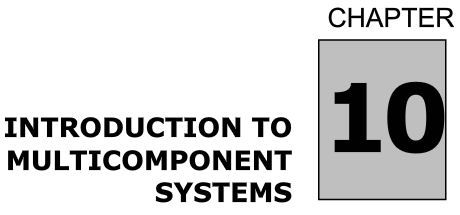 CHAPTER
10
INTRODUCTION TO
MULTICOMPONENT
SYSTEMS